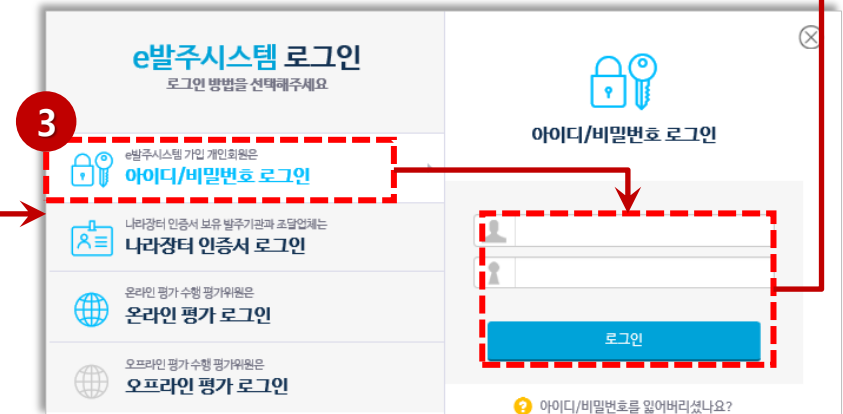 e발주시스템 로그인
로그인 방법을 선택해주세요
3
e발주시스템 가입 개인회원은
아이디/비밀번호 로그인
나라장터 인증서 보유 발주기관과 조달업체는
나라장터 인증서 로그인
온라인 평가 수행 평가위원은
온라인 평가 로그인
오프라인 평가 수행 평가위원은
오프라인 평가 로그인
아이디/비밀번호 로그인
로그인
? 아이디/비밀번호를 잃어버리셨나요?